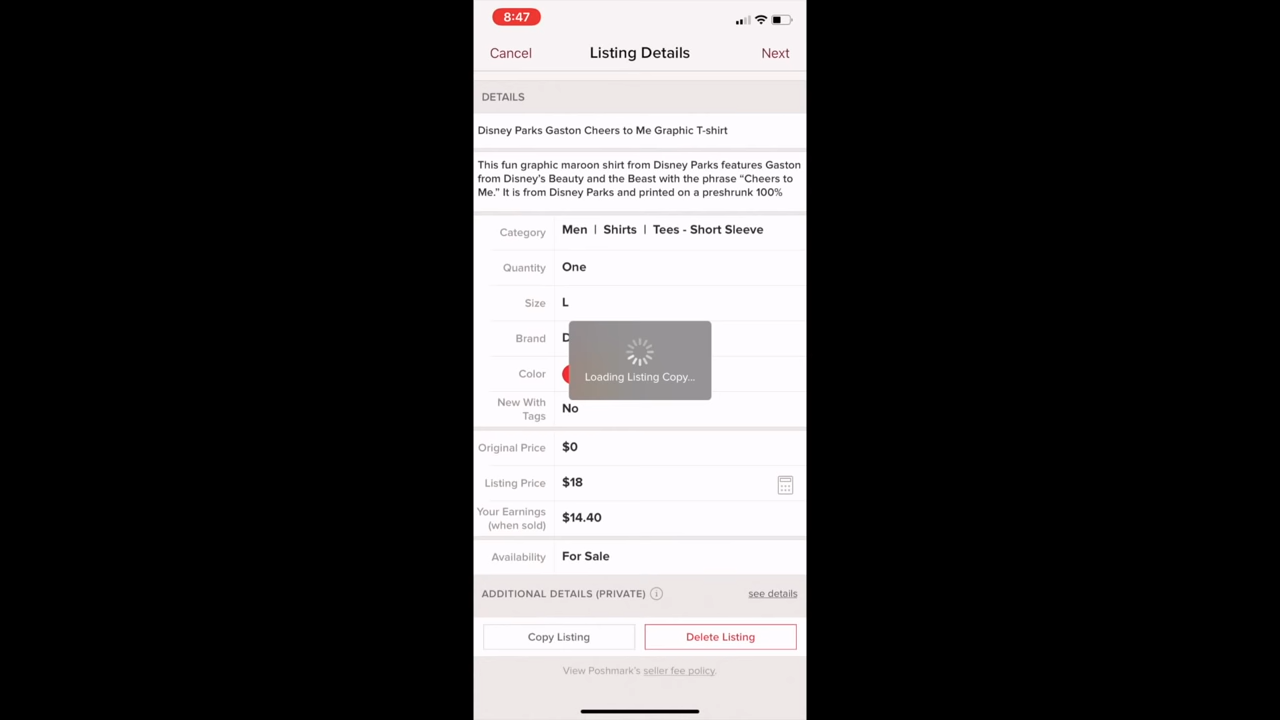 8:47
Cancel
Listing Details
Next
DETAILS
Disney Parks Gaston Cheers to Me Graphic T-shirt
This fun graphic maroon shirt from Disney Parks features Gaston
from Disney's Beauty and the Beast with the phrase “Cheers to
Me.” It is from Disney Parks and printed on a preshrunk 100%
Category Men | Shirts | Tees - Short Sleeve
Quantity One
Size L
Brand D
Loading Listing Copy...
Color
New With
Tags
No
Original Price $0
Listing Price $18
Your Earnings
(when sold)
$14.40
Availability For Sale
ADDITIONAL DETAILS (PRIVATE) see details
Copy Listing
Delete Listing
View Poshmark's seller fee policy.